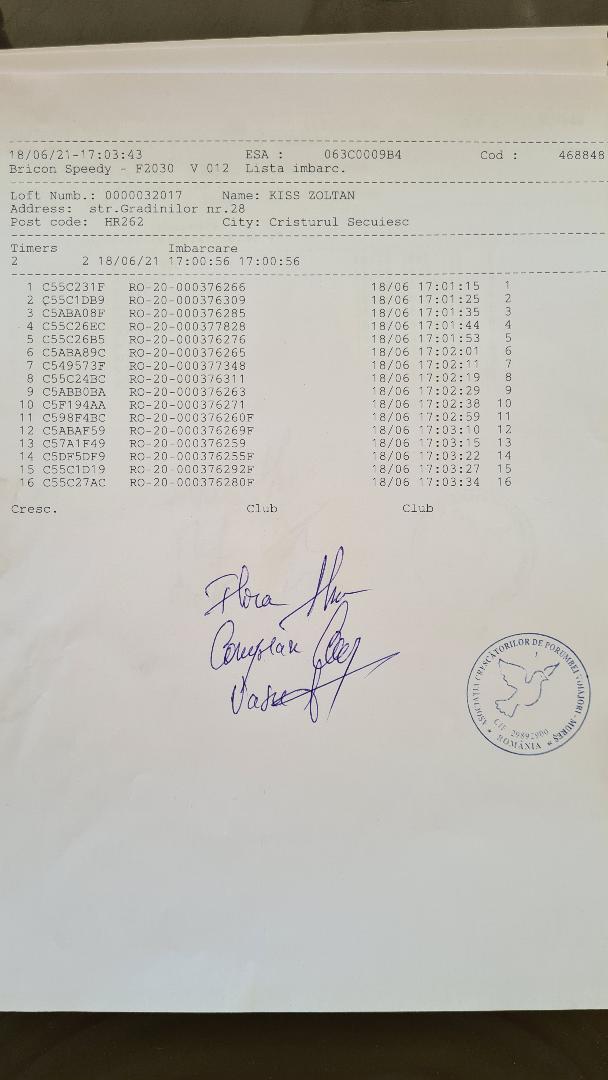 18/06/21-17:03:43 ESA : 063C0009B4 Cod : 468848
Bricon Speedy - F2030 V 012 Lista imbarc.
Loft Numb.: 0000032017 Name: KISS ZOLTAN
Address: str.Gradinilor nr.28
Post code: HR262 City: Cristurul Secuiesc
Timers Imbarcare
2 2 18/06/21 17:00:56 17:00:56
1 C55C231F RO-20-000376266 18/06 17:01:15 1
2 C55C1DB9 RO-20-000376309 18/06 17:01:25 2
3 C5ABA08F RO-20-000376285 18/06 17:01:35 3
4 C55C26EC RO-20-000377828 18/06 17:01:44 4
5 C55C26B5 RO-20-000376276 18/06 17:01:53 5
6 C5ABA89C RO-20-000376265 18/06 17:02:01 6
7 C549573F RO-20-000377348 18/06 17:02:11 7
8 C55C24BC RO-20-000376311 18/06 17:02:19 8
9 C5ABB0BA RO-20-000376263 18/06 17:02:29 9
10 C5F194AA RO-20-000376271 18/06 17:02:38 10
11 C598F4BC RO-20-000376260F 18/06 17:02:59 11
12 C5ABAF59 RO-20-000376269F 18/06 17:03:10 12
13 C57A1F49 RO-20-000376259 18/06 17:03:15 13
14 C5DF5DF9 RO-20-000376255F 18/06 17:03:22 14
15 C55C1D19 RO-20-000376292F 18/06 17:03:27 15
16 C55C27AC RO-20-000376280F 18/06 17:03:34 16
Cresc. Club Club
Flora
ASOCIAȚIA CRESCĂTORILOR DE PORUMBEI VOIAJORI - MUREȘ
CIF 29892900
* ROMÂNIA *